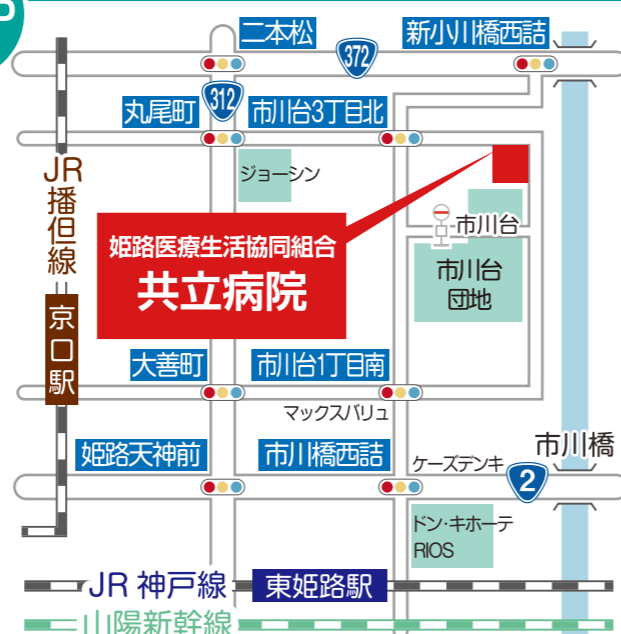 二本松
新小川橋西詰
372
丸尾町
312
市川台3丁目北
JR播但線
ジョーシン
姫路医療生活協同組合
共立病院
市川台
市川台
団地
京口駅
大善町
市川台1丁目南
マックスバリュ
姫路天神前
市川橋西詰
ケーズデンキ
2
市川橋
ドン・キホーテ
RIOS
JR 神戸線
東姫路駅
山陽新幹線